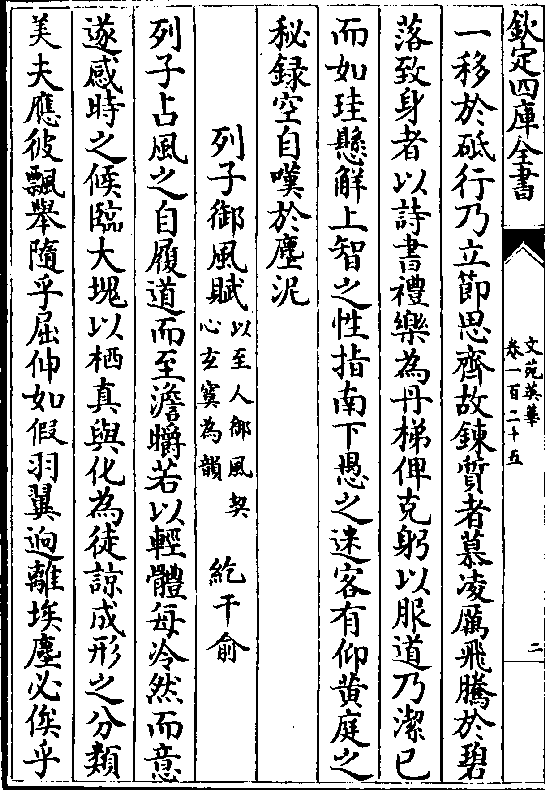 欽定四庫全書
文苑英華
卷一百二十五
二
一移於砥行乃立節思齊故鍊質者慕凌厲飛騰於碧
落致身者以詩書禮樂為丹梯俾克躬以服道乃潔已
而如珪懸解上智之性指南下愚之迷客有仰黄庭之
秘録空自嘆於塵泥
列子御風賦以至人御風契心玄冥為韻 紇干俞
列子占風之自履道而至澹㬭若以輕體每冷然而意
遂感時之候臨大塊以栖真與化為徒諒成形之分類
美夫應彼飄舉隨乎屈伸如假羽翼逈離埃塵必俟乎